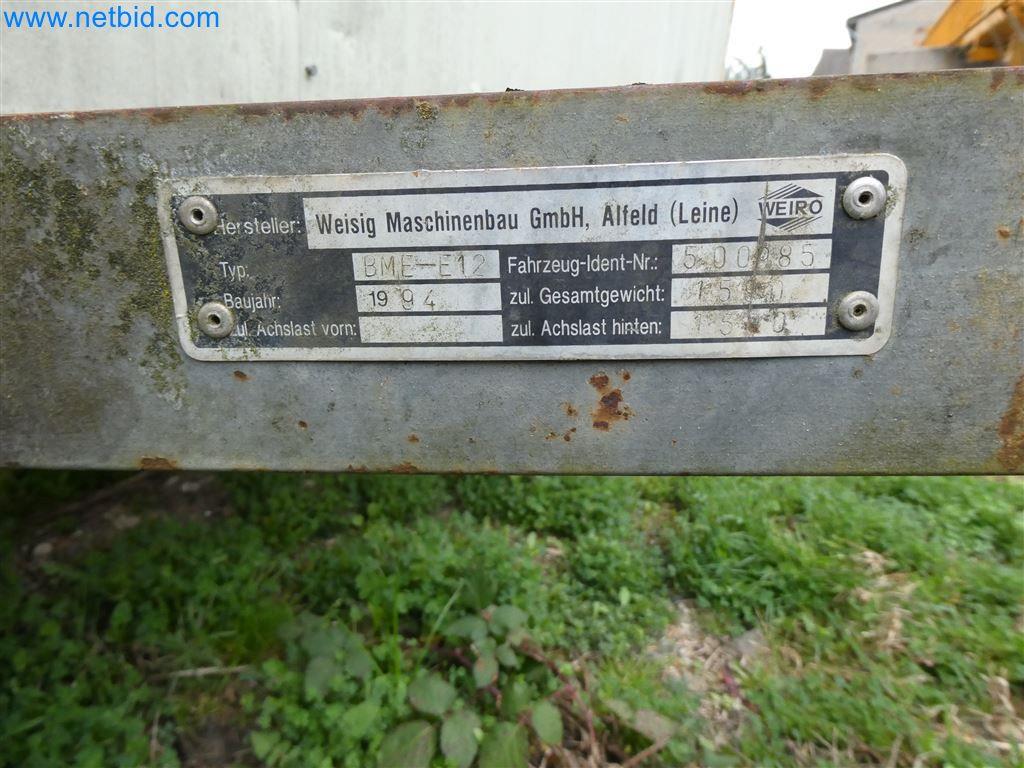 www.netbid.com
Hersteller: Weisig Maschinenbau GmbH, Alfeld (Leine) WEIRO
Typ: BME-E12 Fahrzeug-Ident-Nr.:
Baujahr: 1994 zul. Gesamtgewicht:
zul. Achslast vorn: zul. Achslast hinten: